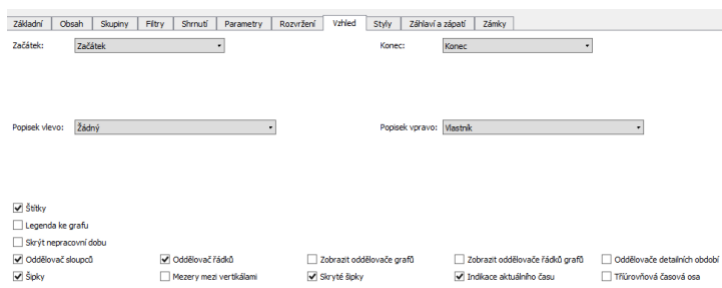 Základní Obsah Skupiny Filtry Shrnutí Parametry Rozvržení Vzhled Styly Záhlaví a zápatí Zámky
Začátek: Začátek Konec: Konec
Popisek vlevo: Žádný Popisek vpravo: Vlastník
Štítky
Legenda ke grafu
Skrýt nepracovní dobu
Oddělovač sloupců Oddělovač řádků Zobrazit oddělovače grafů Zobrazit oddělovače řádků grafů Oddělovače detailních období
Šipky Mezery mezi vertikálami Skryté šipky Indikace aktuálního času Tříúrovňová časová osa